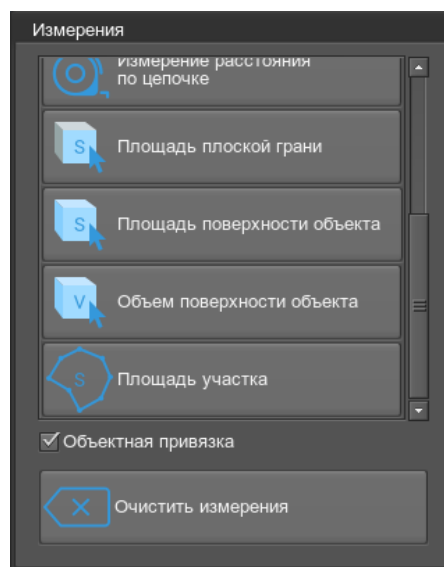 Измерения
Измерение расстояния
по цепочке
S
Площадь плоской грани
S
Площадь поверхности объекта
V
Объем поверхности объекта
S
Площадь участка
Объектная привязка
Очистить измерения